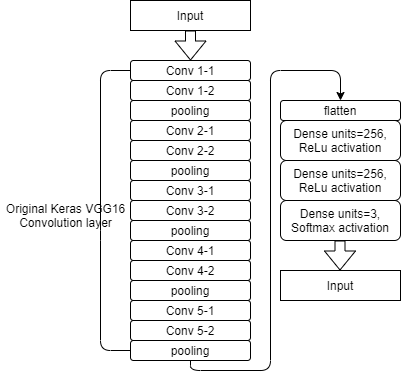 Input
Conv 1-1
Conv 1-2
pooling
Conv 2-1
Conv 2-2
pooling
Conv 3-1
Conv 3-2
pooling
Conv 4-1
Conv 4-2
pooling
Conv 5-1
Conv 5-2
pooling
Original Keras VGG16
Convolution layer
flatten
Dense units=256,
ReLu activation
Dense units=256,
ReLu activation
Dense units=3,
Softmax activation
Input